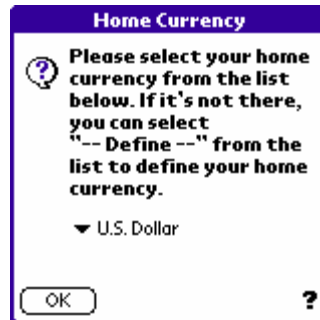 Home Currency
Please select your home
currency from the list
below. If it's not there,
you can select
"-- Define --" from the
list to define your home
currency.
U.S. Dollar
OK
?